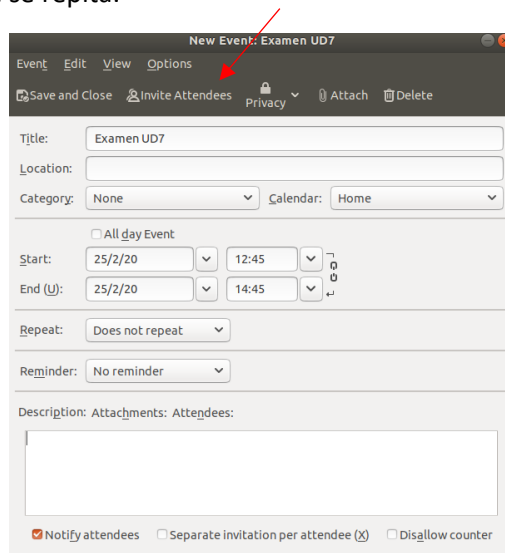 se repita.
New Event: Examen UD7
Event Edit View Options
Save and Close Invite Attendees Privacy Attach Delete
Title: Examen UD7
Location:
Category: None Calendar: Home
All day Event
Start: 25/2/20 12:45
End (U): 25/2/20 14:45
Repeat: Does not repeat
Reminder: No reminder
Description: Attachments: Attendees:
Notify attendees Separate invitation per attendee (X) Disallow counter